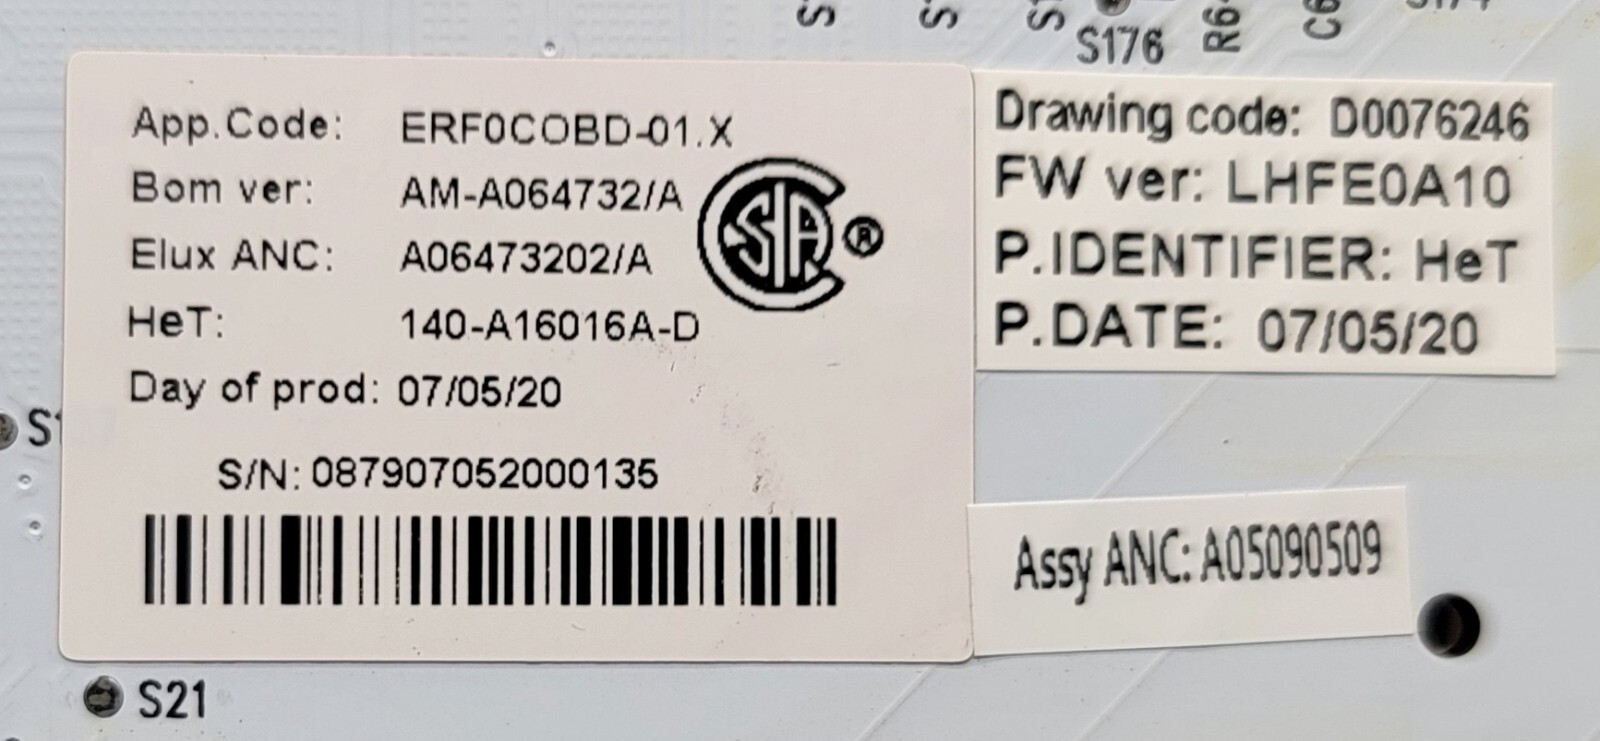 S176
App.Code: ERF0COBD-01.X
Bom ver: AM-A064732/A
Elux ANC: A06473202/A
HeT: 140-A16016A-D
Day of prod: 07/05/20
S/N: 087907052000135
®
Drawing code: D0076246
FW ver: LHFE0A10
P.IDENTIFIER: HeT
P.DATE: 07/05/20
Assy ANC: A05090509
S21